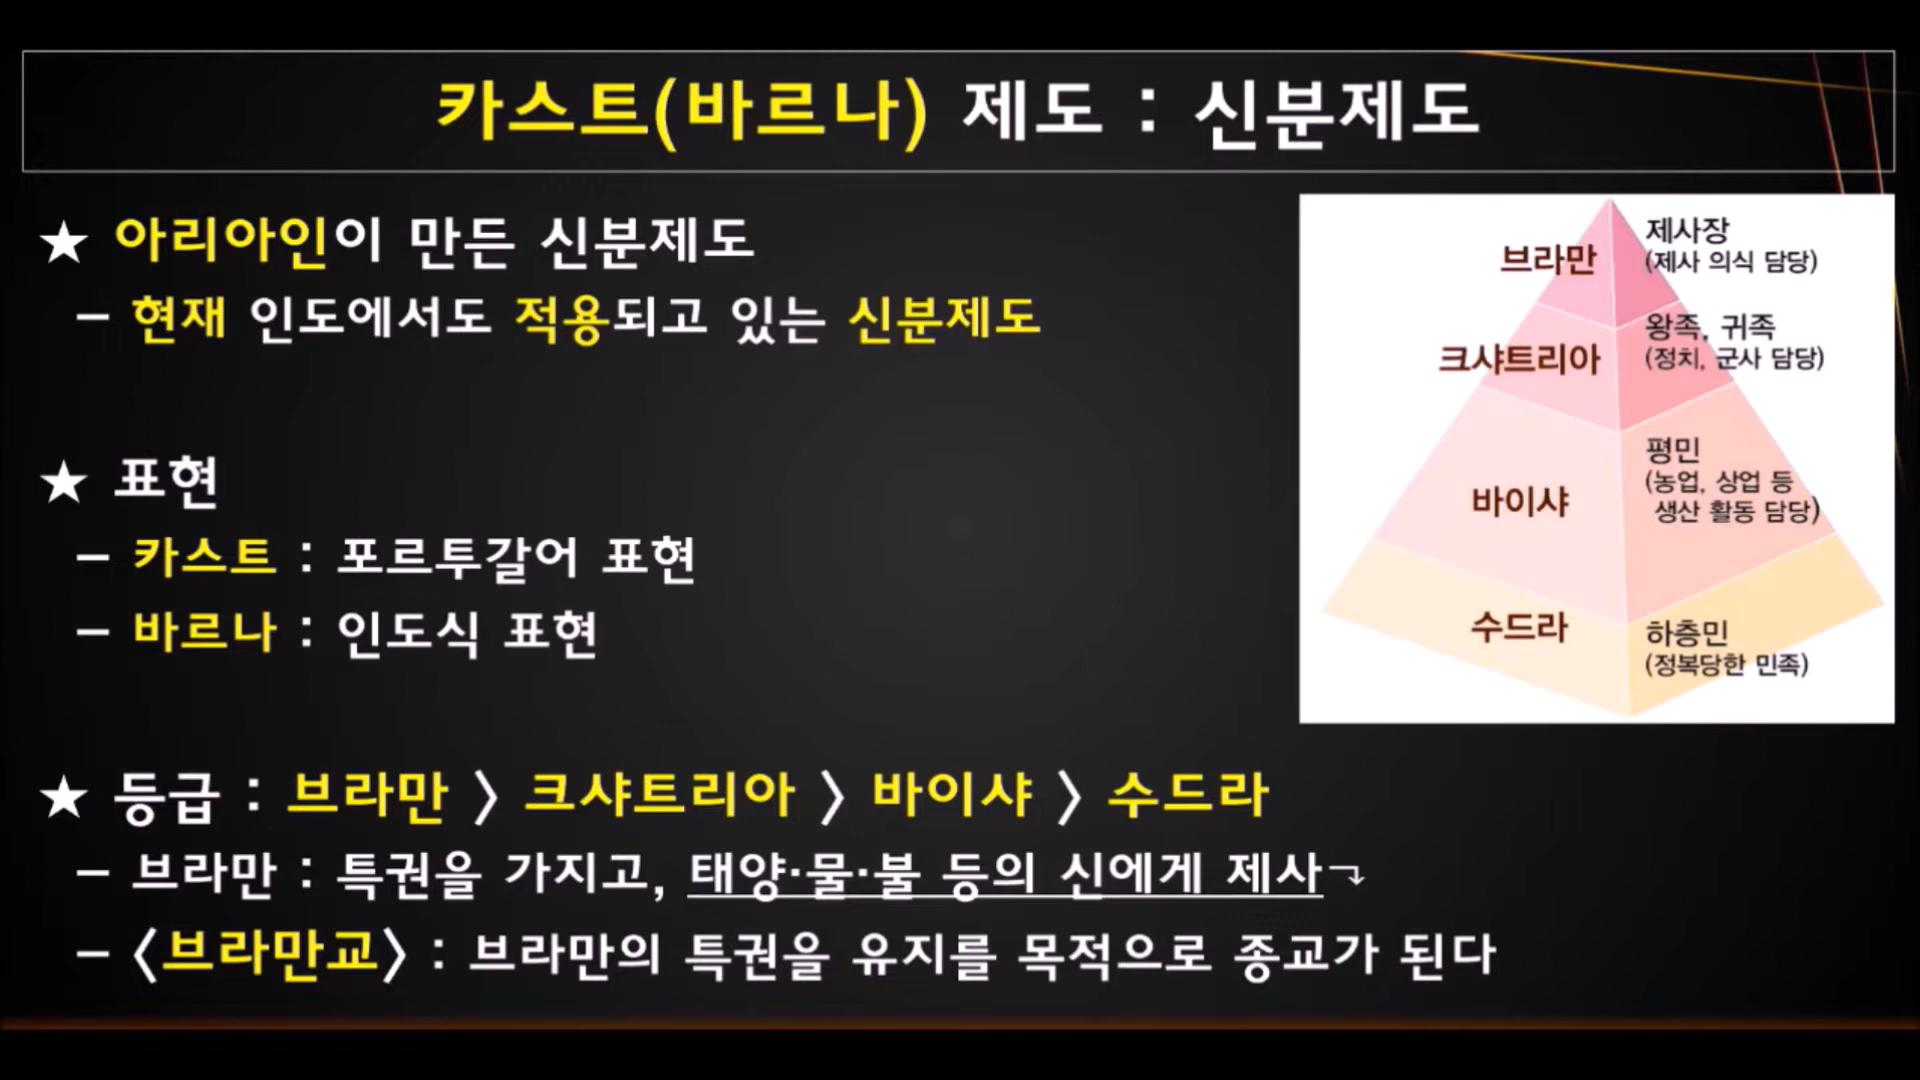 카스트(바르나) 제도 : 신분제도
★ 아리아인이 만든 신분제도
– 현재 인도에서도 적용되고 있는 신분제도
★ 표현
– 카스트 : 포르투갈어 표현
– 바르나 : 인도식 표현
★ 등급 : 브라만 〉 크샤트리아 〉 바이샤 〉 수드라
– 브라만 : 특권을 가지고, 태양·물·불 등의 신에게 제사
– 〈브라만교〉 : 브라만의 특권을 유지를 목적으로 종교가 된다
브라만
제사장
(제사 의식 담당)
크샤트리아
왕족, 귀족
(정치, 군사 담당)
바이샤
평민
(농업, 상업 등
생산 활동 담당)
수드라
하층민
(정복당한 민족)